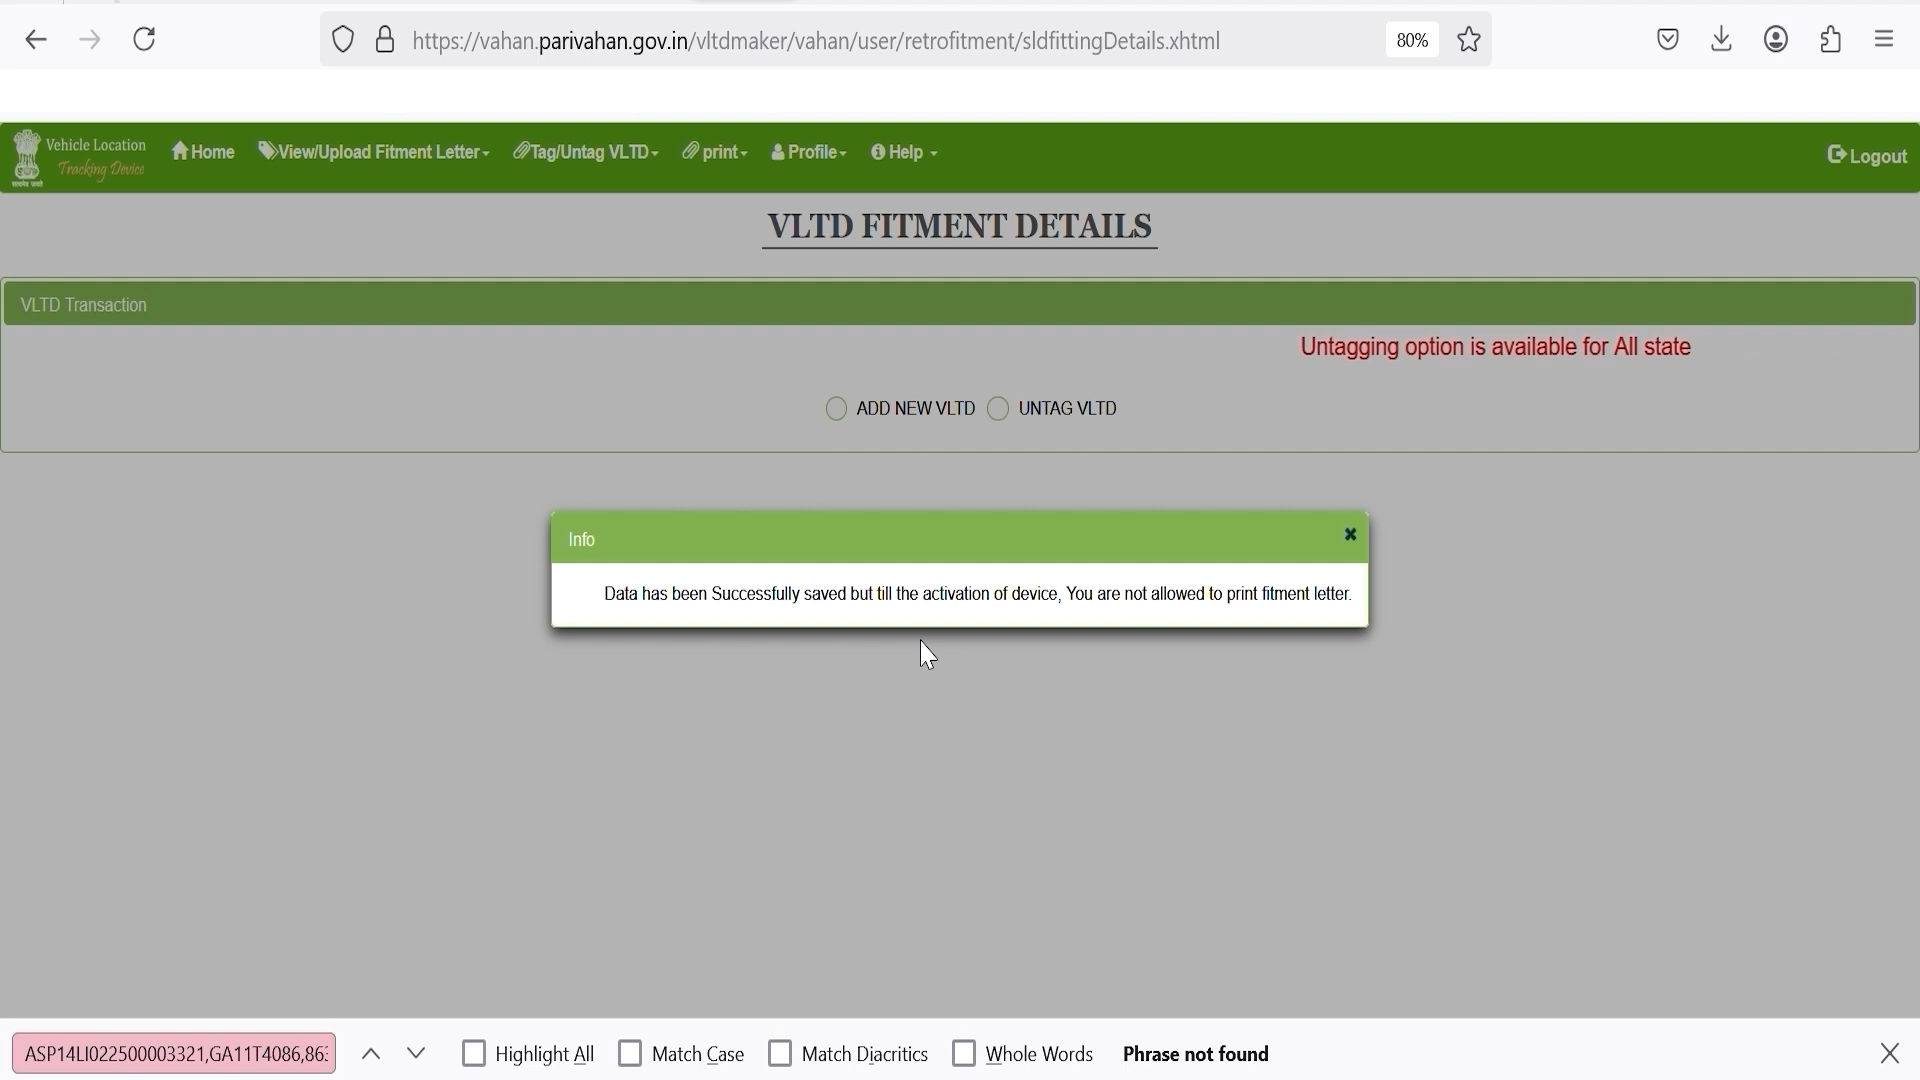 https://vahan.parivahan.gov.in/vltdmaker/vahan/user/retrofitment/sldfittingDetails.xhtml
80%
Vehicle Location
Tracking Device
Home
View/Upload Fitment Letter
Tag/Untag VLTD
print
Profile
Help
Logout
VLTD FITMENT DETAILS
VLTD Transaction
Untagging option is available for All state
ADD NEW VLTD
UNTAG VLTD
Info
Data has been Successfully saved but till the activation of device, You are not allowed to print fitment letter.
ASP14LI022500003321,GA11T4086,86
Highlight All
Match Case
Match Diacritics
Whole Words
Phrase not found